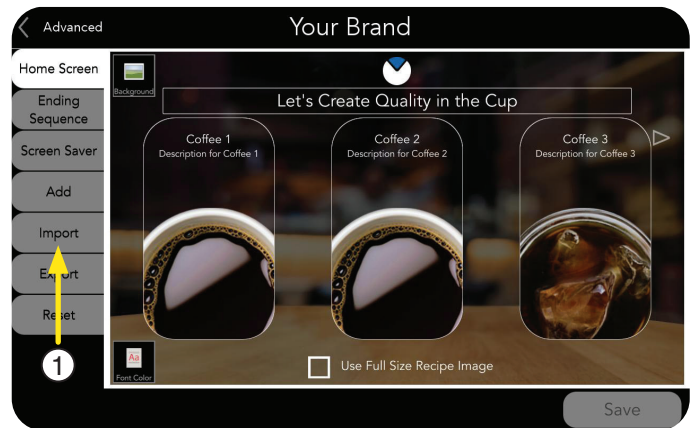 Advanced
Your Brand
Home Screen
Ending
Sequence
Screen Saver
Add
Import
Export
Reset
1
Background
Let's Create Quality in the Cup
Coffee 1
Description for Coffee 1
Coffee 2
Description for Coffee 2
Coffee 3
Description for Coffee 3
Aa
Font Color
Use Full Size Recipe Image
Save